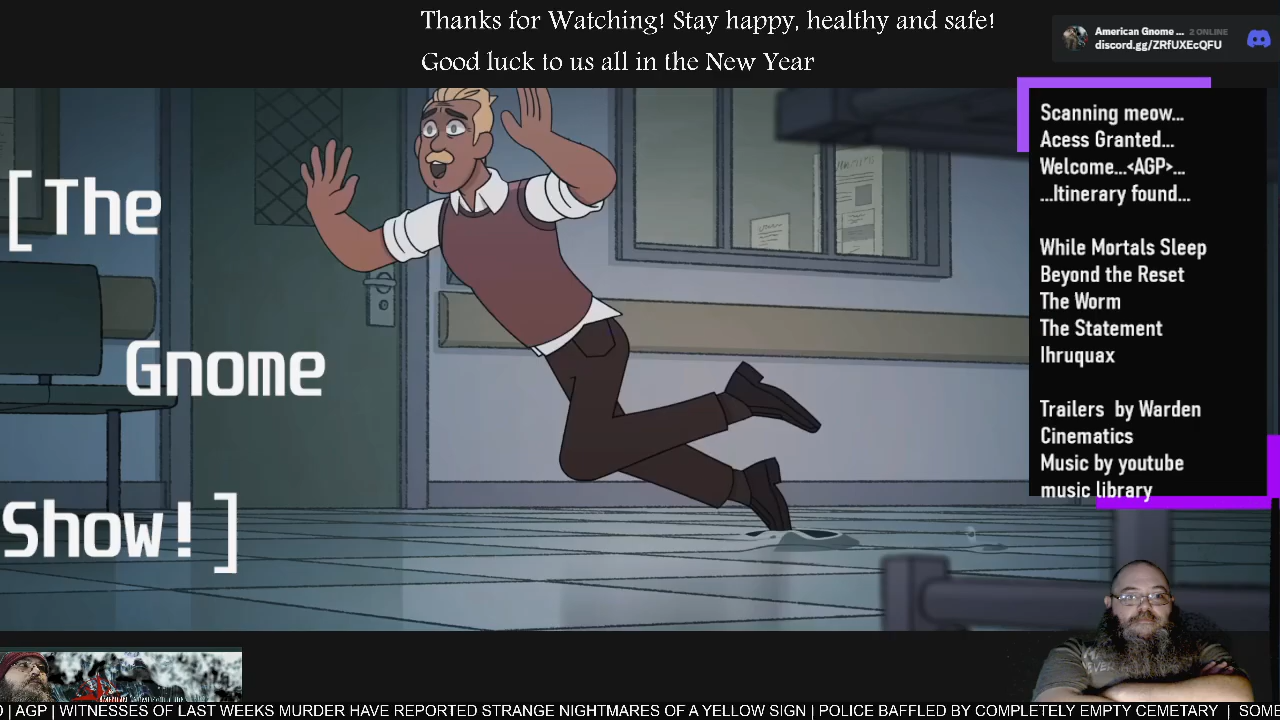 Thanks for Watching! Stay happy, healthy and safe!
Good luck to us all in the New Year
American Gnome ... 2 ONLINE
discord.gg/ZRfUXEcQFU
[The
Gnome
Show! ]
Scanning meow...
Acess Granted...
Welcome...<AGP>...
...Itinerary found...
While Mortals Sleep
Beyond the Reset
The Worm
The Statement
Ihruquax
Trailers by Warden
Cinematics
Music by youtube
music library
| AGP | WITNESSES OF LAST WEEKS MURDER HAVE REPORTED STRANGE NIGHTMARES OF A YELLOW SIGN | POLICE BAFFLED BY COMPLETELY EMPTY CEMETARY | SOME